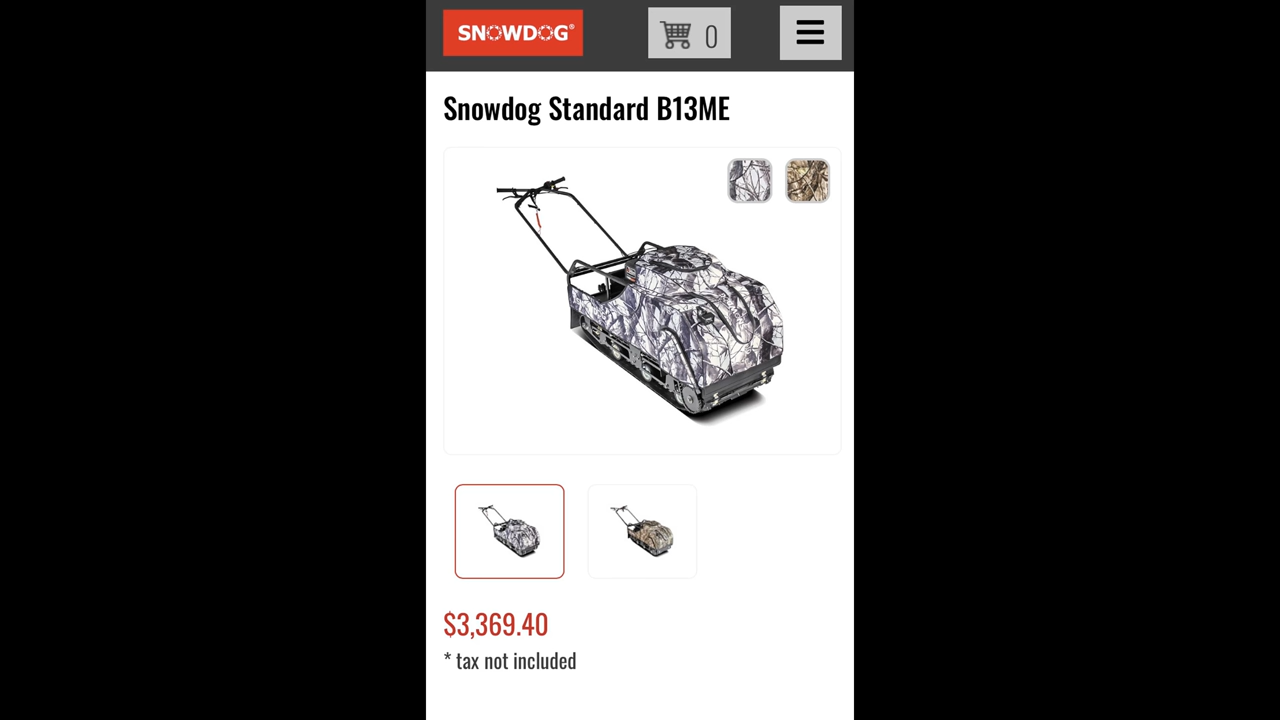 SNOWDOG®
0
Snowdog Standard B13ME
$3,369.40
* tax not included